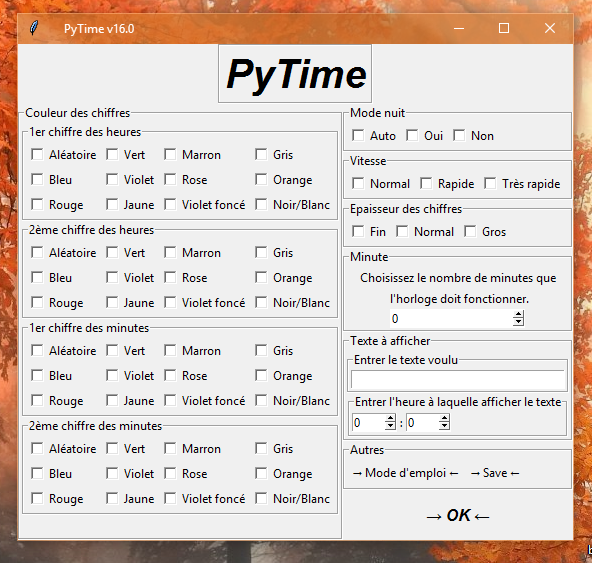 PyTime v16.0
PyTime
Couleur des chiffres
1er chiffre des heures
Aléatoire Vert Marron Gris
Bleu Violet Rose Orange
Rouge Jaune Violet foncé Noir/Blanc
2ème chiffre des heures
Aléatoire Vert Marron Gris
Bleu Violet Rose Orange
Rouge Jaune Violet foncé Noir/Blanc
1er chiffre des minutes
Aléatoire Vert Marron Gris
Bleu Violet Rose Orange
Rouge Jaune Violet foncé Noir/Blanc
2ème chiffre des minutes
Aléatoire Vert Marron Gris
Bleu Violet Rose Orange
Rouge Jaune Violet foncé Noir/Blanc
Mode nuit
Auto Oui Non
Vitesse
Normal Rapide Très rapide
Epaisseur des chiffres
Fin Normal Gros
Minute
Choisissez le nombre de minutes que
l'horloge doit fonctionner.
0
Texte à afficher
Entrer le texte voulu
Entrer l'heure à laquelle afficher le texte
0 : 0
Autres
→ Mode d'emploi ← → Save ←
→ OK ←